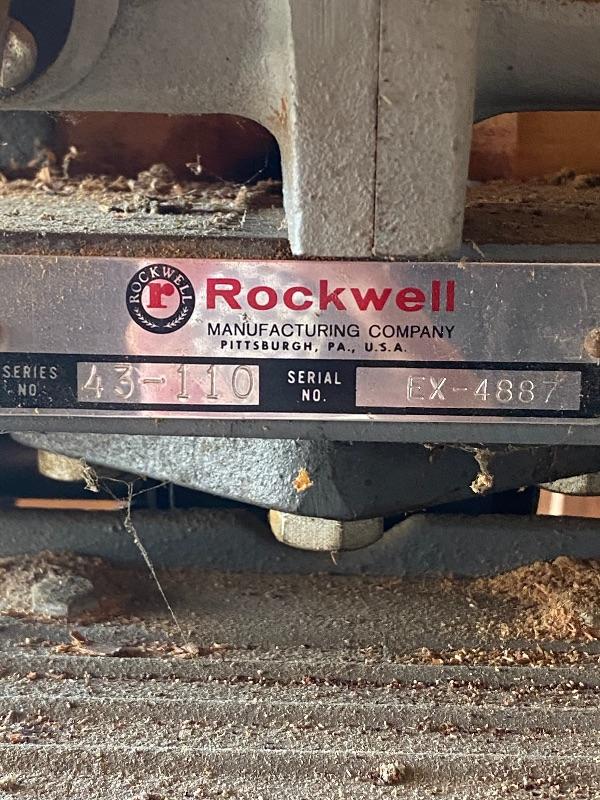 ROCKWELL
r
Rockwell
MANUFACTURING COMPANY
PITTSBURGH, PA., U.S.A.
SERIES NO. 43-110 SERIAL NO. EX-4887